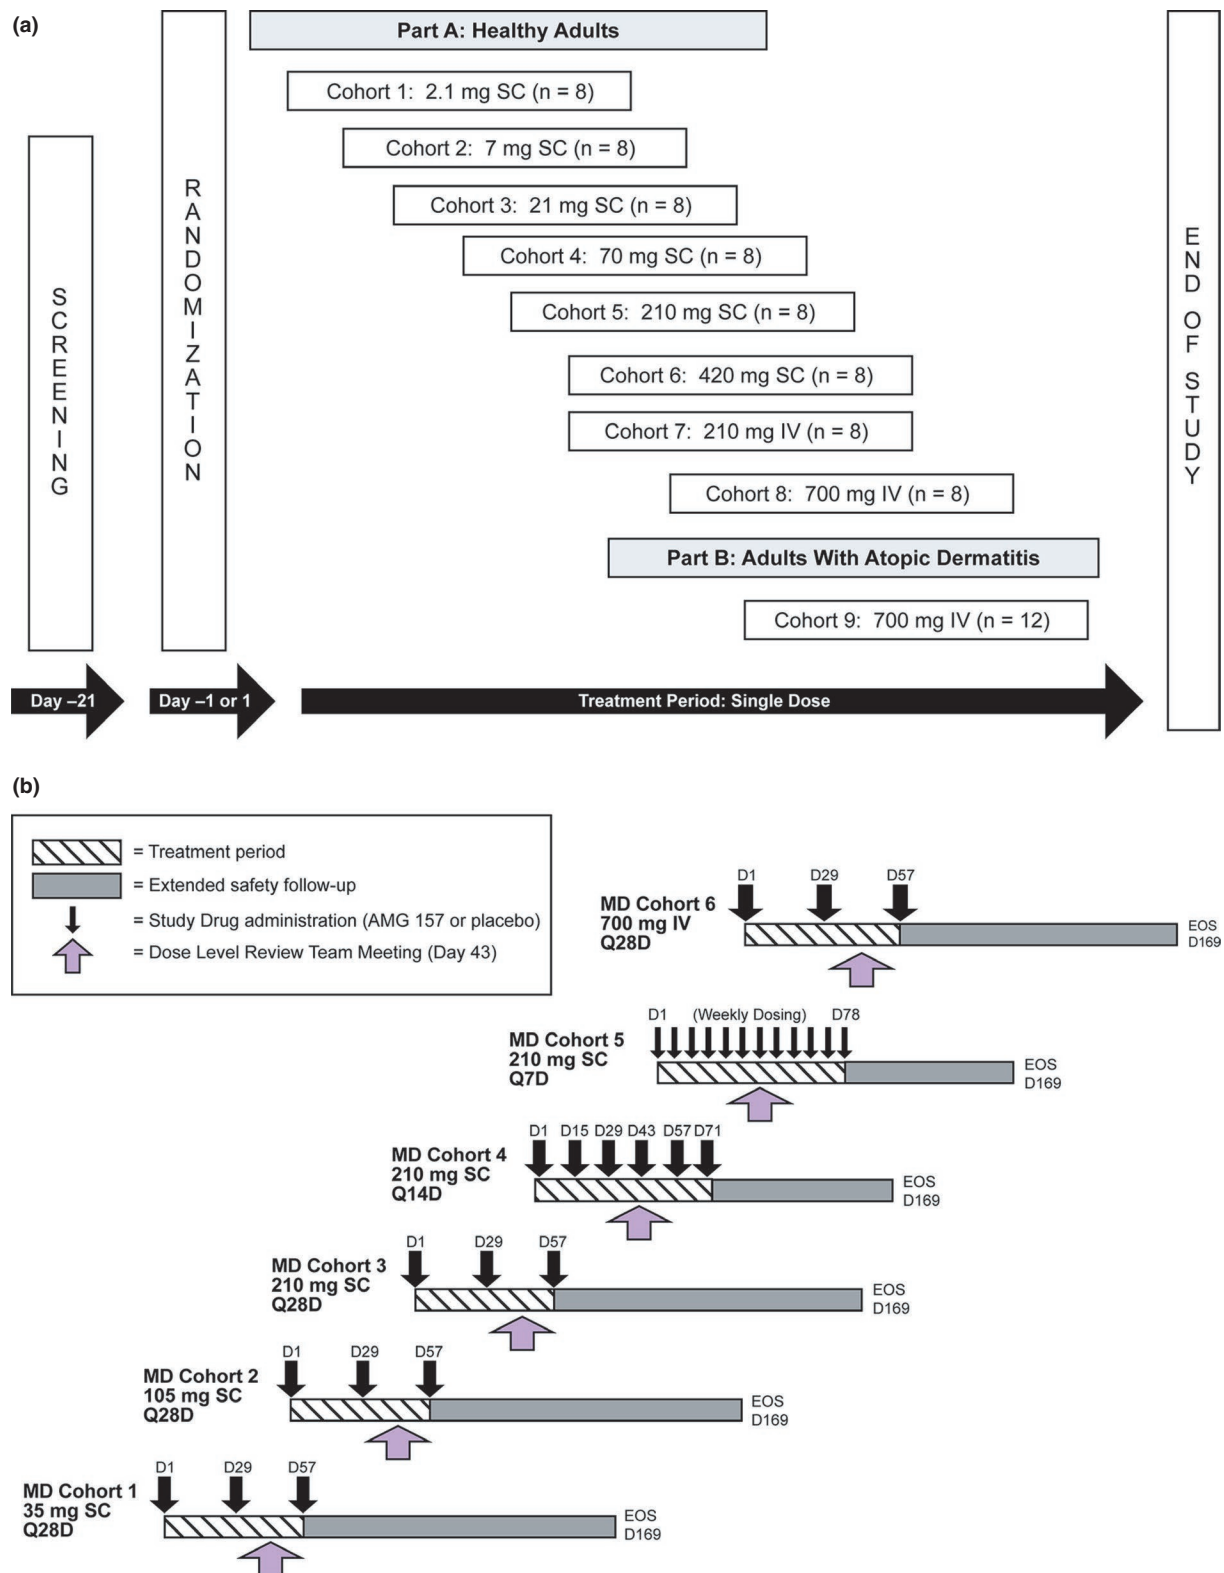 (a)
Part A: Healthy Adults
Cohort 1: 2.1 mg SC (n = 8)
Cohort 2: 7 mg SC (n = 8)
Cohort 3: 21 mg SC (n = 8)
Cohort 4: 70 mg SC (n = 8)
Cohort 5: 210 mg SC (n = 8)
Cohort 6: 420 mg SC (n = 8)
Cohort 7: 210 mg IV (n = 8)
Cohort 8: 700 mg IV (n = 8)
Part B: Adults With Atopic Dermatitis
Cohort 9: 700 mg IV (n = 12)
SCREENING
RANDOMIZATION
END OF STUDY
Day –21
Day –1 or 1
Treatment Period: Single Dose
(b)
= Treatment period
= Extended safety follow-up
= Study Drug administration (AMG 157 or placebo)
= Dose Level Review Team Meeting (Day 43)
D1 D29 D57
MD Cohort 6
700 mg IV
Q28D
EOS
D169
D1 (Weekly Dosing) D78
MD Cohort 5
210 mg SC
Q7D
EOS
D169
D1 D15 D29 D43 D57 D71
MD Cohort 4
210 mg SC
Q14D
EOS
D169
D1 D29 D57
MD Cohort 3
210 mg SC
Q28D
EOS
D169
D1 D29 D57
MD Cohort 2
105 mg SC
Q28D
EOS
D169
D1 D29 D57
MD Cohort 1
35 mg SC
Q28D
EOS
D169